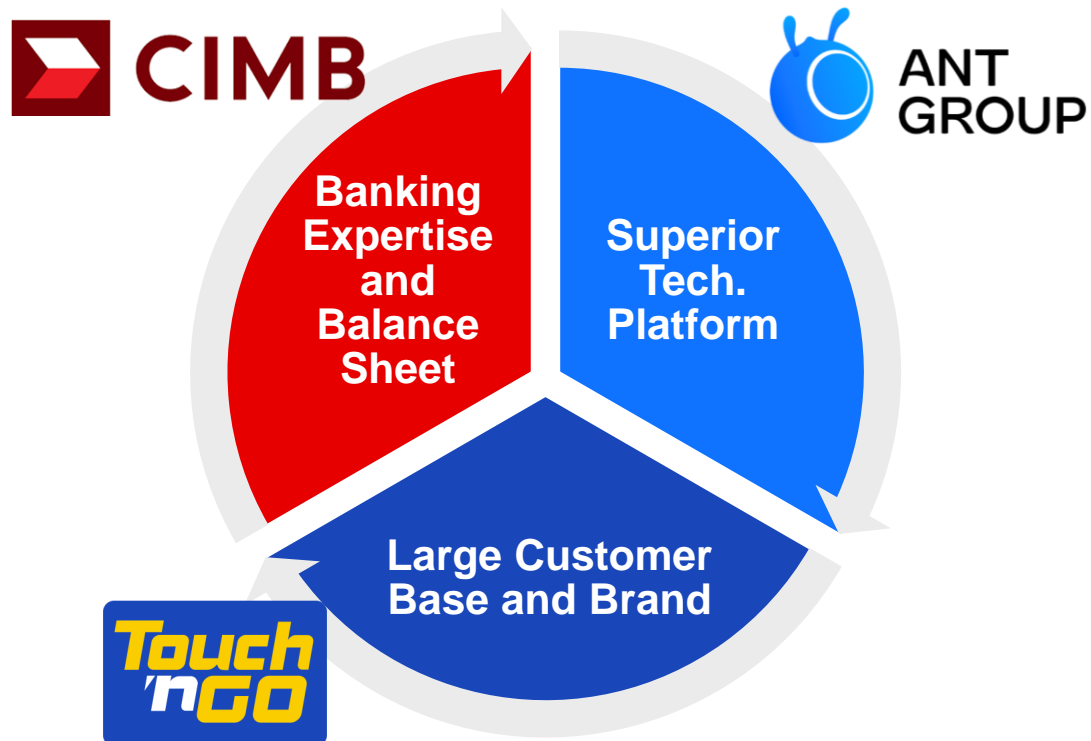 CIMB
ANT
GROUP
Banking
Expertise
and
Balance
Sheet
Superior
Tech.
Platform
Large Customer
Base and Brand
Touch
'nGO